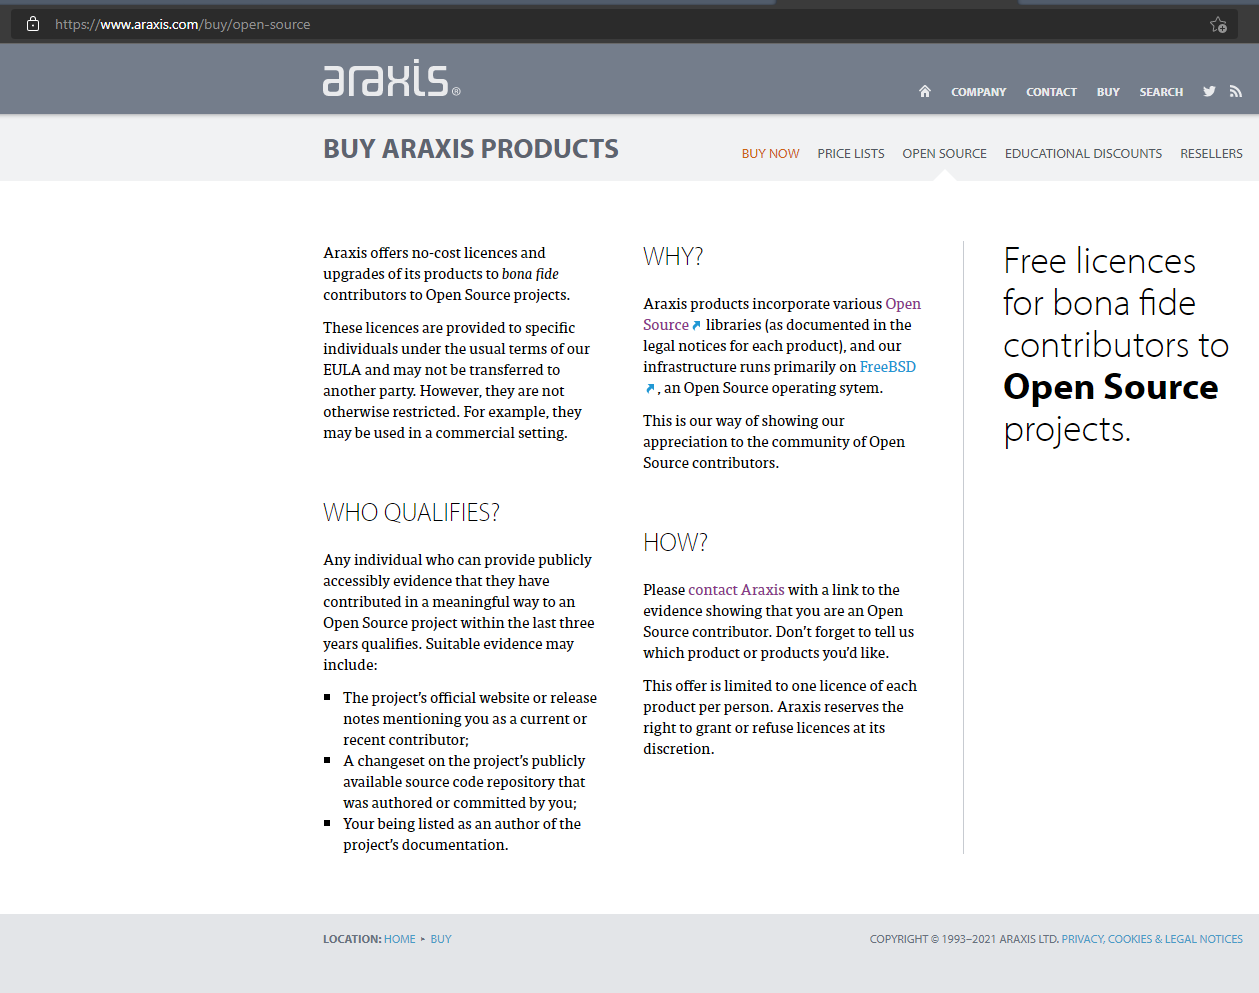 https://www.araxis.com/buy/open-source
araxis®
COMPANY CONTACT BUY SEARCH
BUY ARAXIS PRODUCTS
BUY NOW PRICE LISTS OPEN SOURCE EDUCATIONAL DISCOUNTS RESELLERS
Araxis offers no-cost licences and
upgrades of its products to bona fide
contributors to Open Source projects.
These licences are provided to specific
individuals under the usual terms of our
EULA and may not be transferred to
another party. However, they are not
otherwise restricted. For example, they
may be used in a commercial setting.
WHO QUALIFIES?
Any individual who can provide publicly
accessibly evidence that they have
contributed in a meaningful way to an
Open Source project within the last three
years qualifies. Suitable evidence may
include:
The project's official website or release
notes mentioning you as a current or
recent contributor;
A changeset on the project's publicly
available source code repository that
was authored or committed by you;
Your being listed as an author of the
project's documentation.
WHY?
Araxis products incorporate various Open
Source libraries (as documented in the
legal notices for each product), and our
infrastructure runs primarily on FreeBSD
, an Open Source operating sytem.
This is our way of showing our
appreciation to the community of Open
Source contributors.
HOW?
Please contact Araxis with a link to the
evidence showing that you are an Open
Source contributor. Don't forget to tell us
which product or products you'd like.
This offer is limited to one licence of each
product per person. Araxis reserves the
right to grant or refuse licences at its
discretion.
Free licences
for bona fide
contributors to
Open Source
projects.
LOCATION: HOME ▸ BUY
COPYRIGHT © 1993–2021 ARAXIS LTD. PRIVACY, COOKIES & LEGAL NOTICES